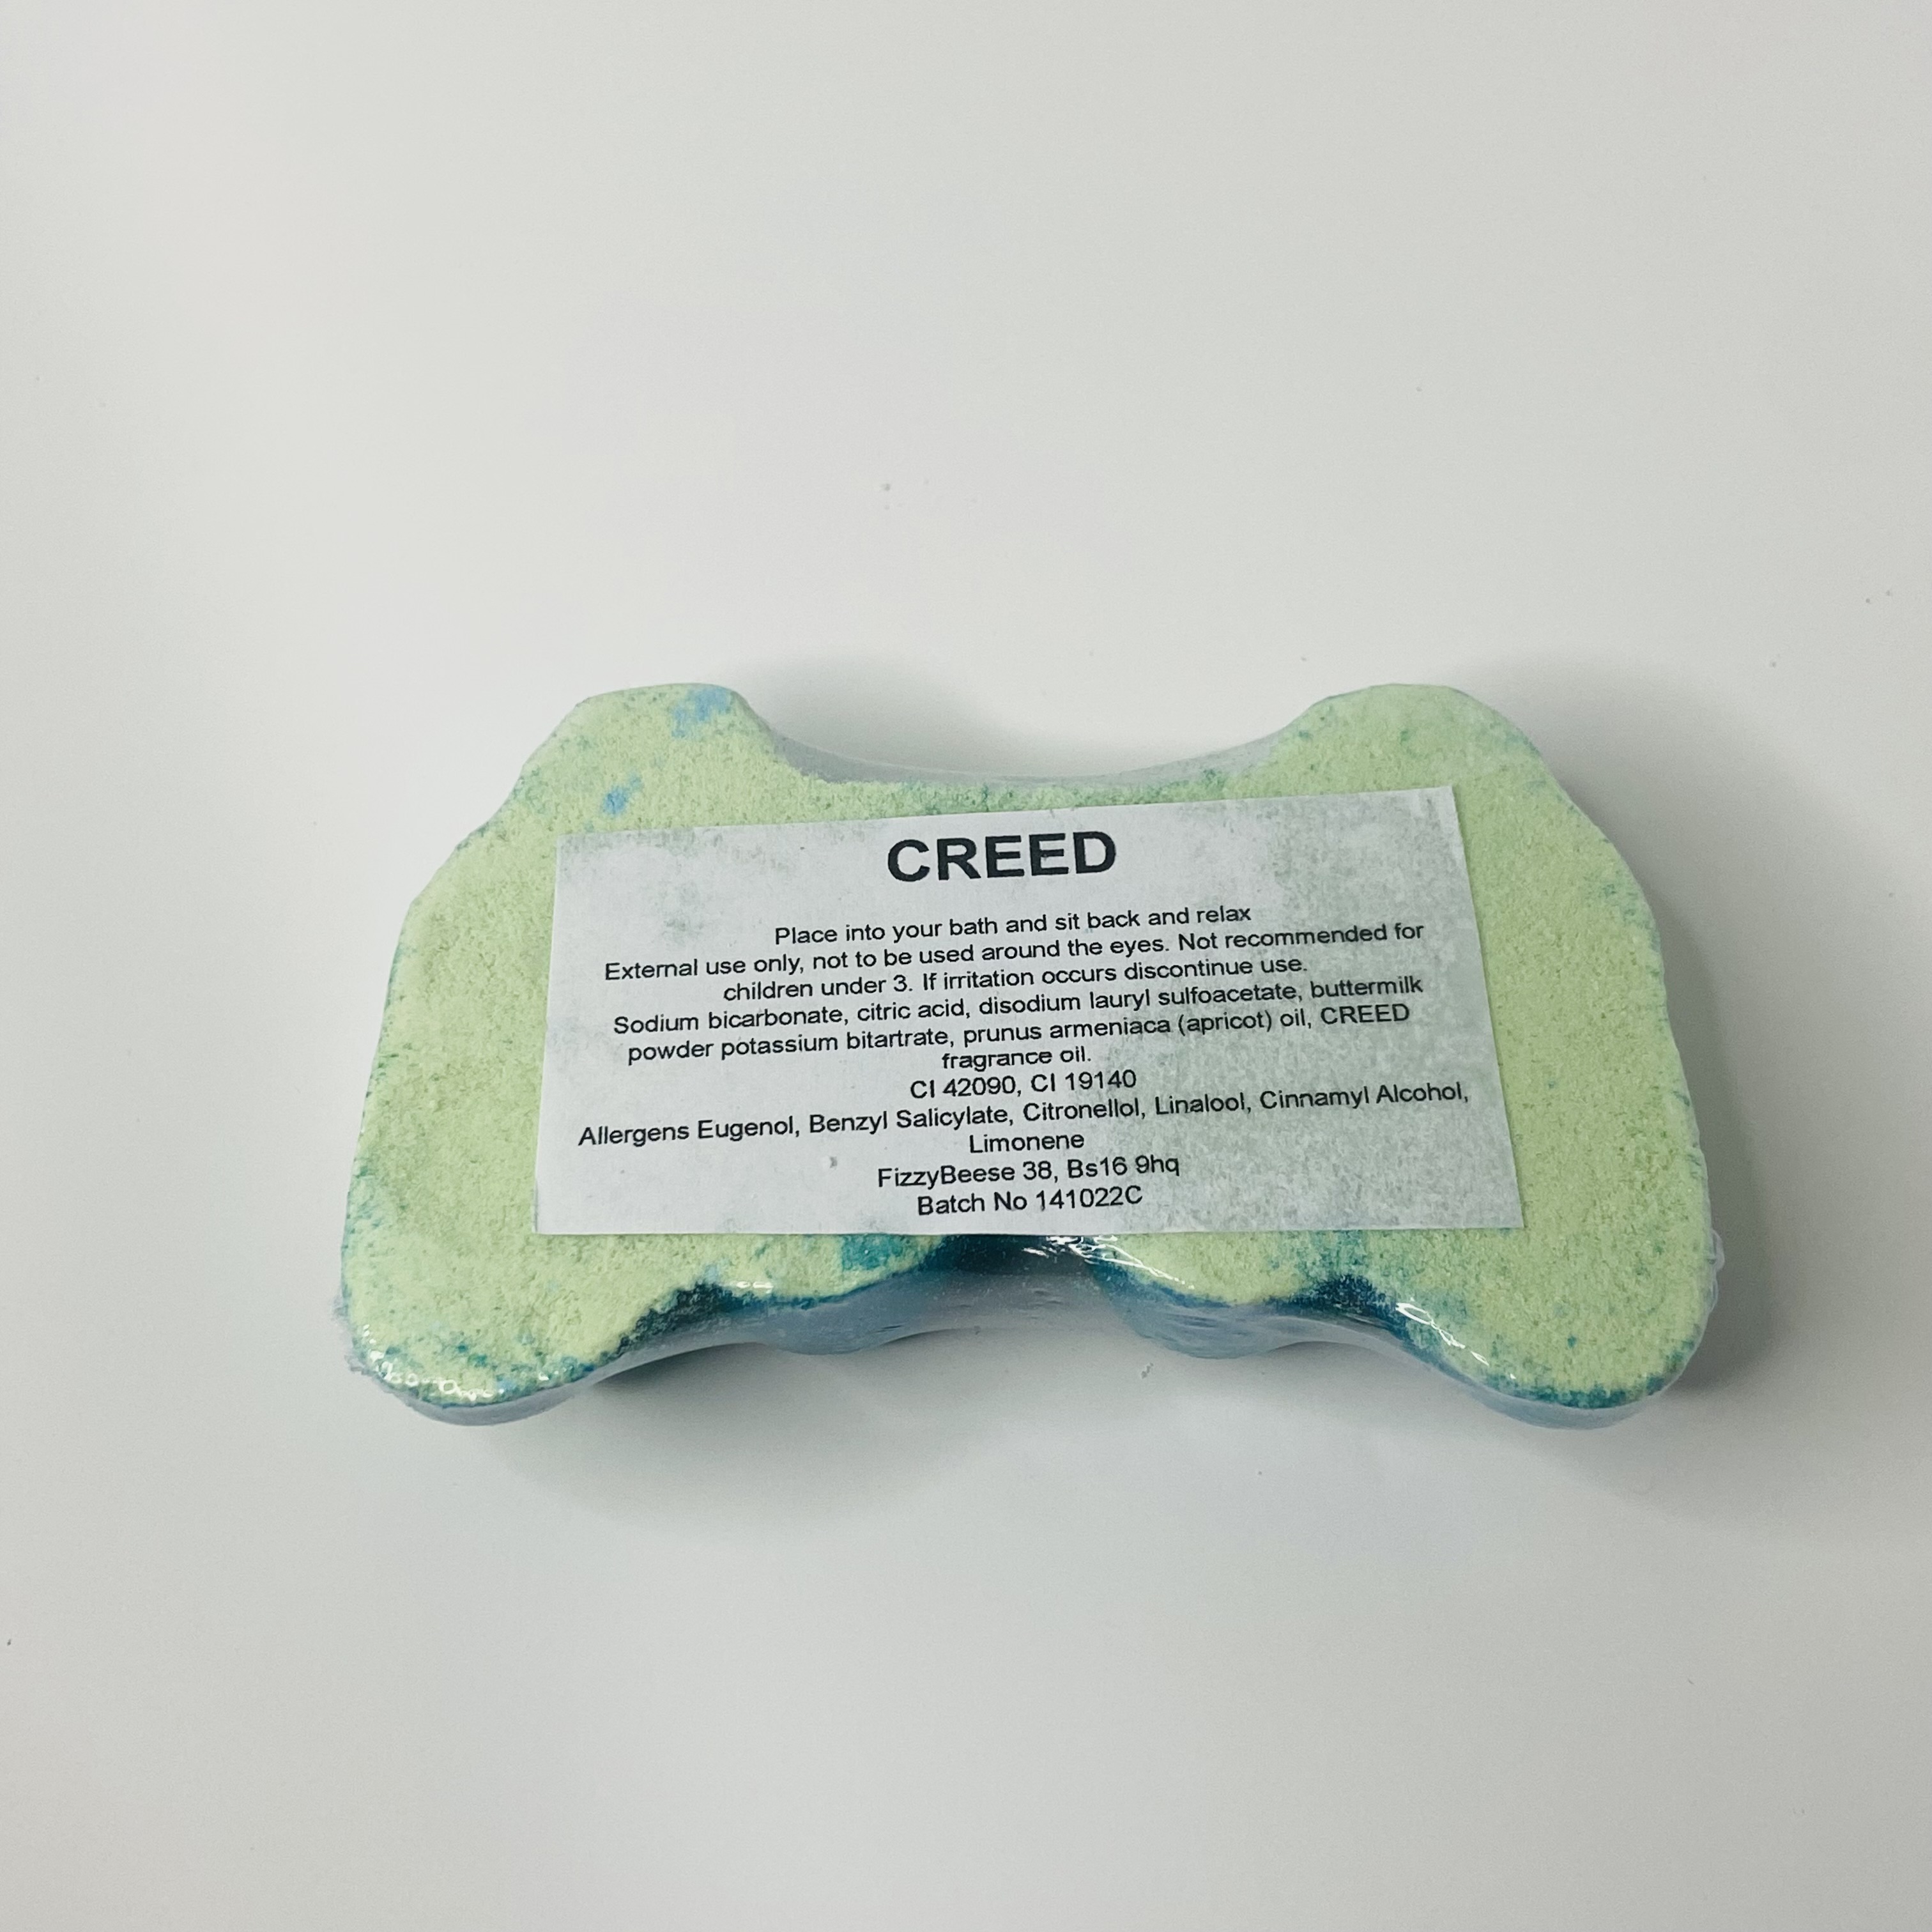 CREED
Place into your bath and sit back and relax
External use only, not to be used around the eyes. Not recommended for
children under 3. If irritation occurs discontinue use.
Sodium bicarbonate, citric acid, disodium lauryl sulfoacetate, buttermilk
powder potassium bitartrate, prunus armeniaca (apricot) oil, CREED
fragrance oil.
CI 42090, CI 19140
Allergens Eugenol, Benzyl Salicylate, Citronellol, Linalool, Cinnamyl Alcohol,
Limonene
FizzyBeese 38, Bs16 9hq
Batch No 141022C